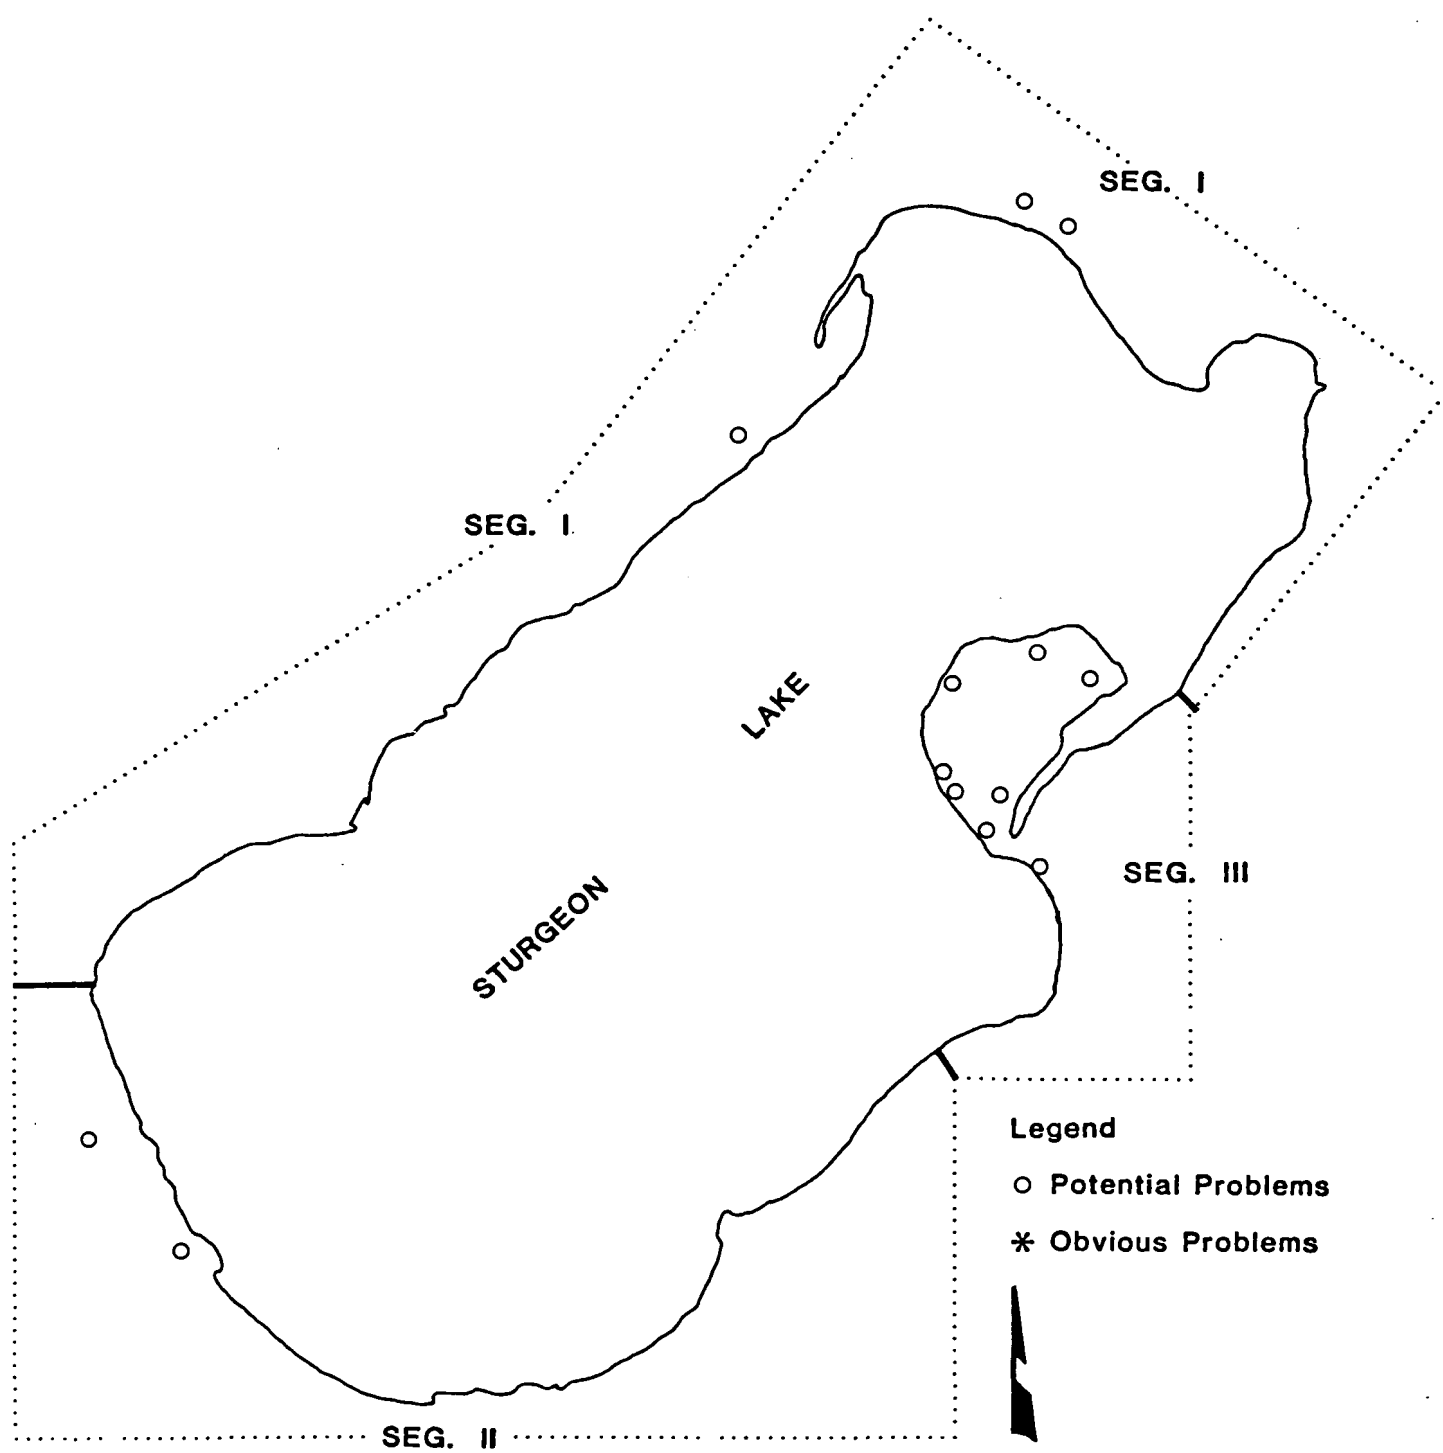 SEG. I
SEG. I
LAKE
STURGEON
SEG. III
Legend
Potential Problems
Obvious Problems
SEG. II